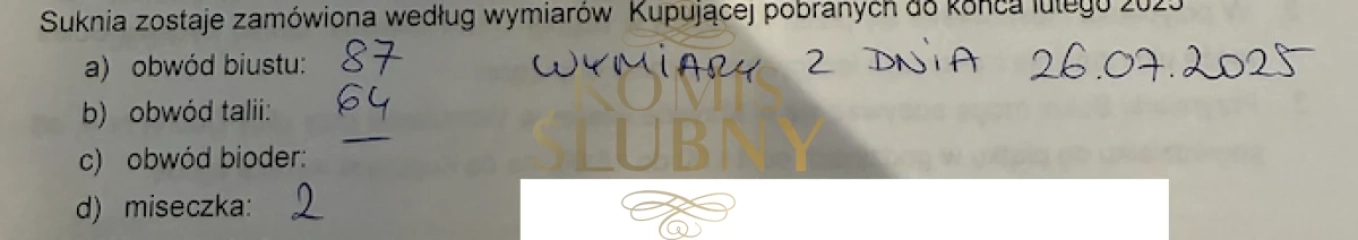 Suknia zostaje zamówiona według wymiarów Kupującej pobranych do końca lutego 2025
a) obwód biustu: 87 WYMIARY Z DNIA 26.07.2025
b) obwód talii: 64
c) obwód bioder: —
d) miseczka: 2
KOMIS
ŚLUBNY